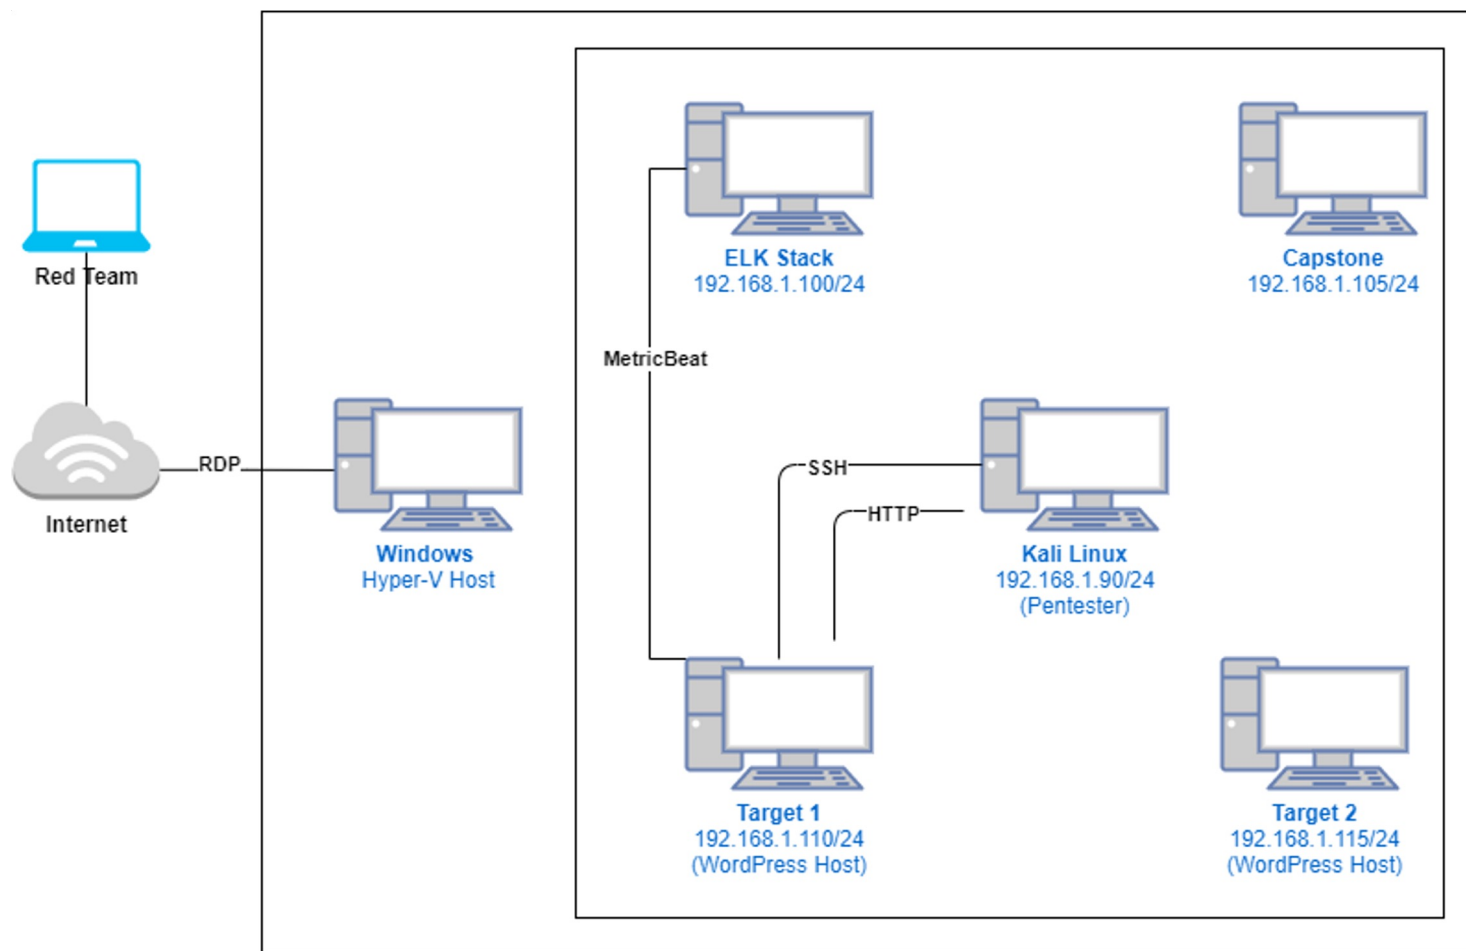 ELK Stack
192.168.1.100/24
Capstone
192.168.1.105/24
Red Team
MetricBeat
RDP
SSH
HTTP
Internet
Windows
Hyper-V Host
Kali Linux
192.168.1.90/24
(Pentester)
Target 1
192.168.1.110/24
(WordPress Host)
Target 2
192.168.1.115/24
(WordPress Host)